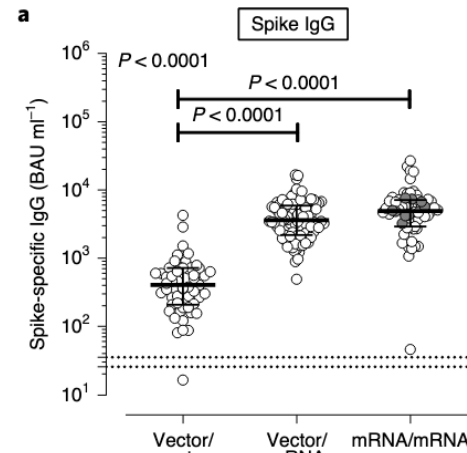 a
Spike IgG
P < 0.0001
P < 0.0001
P < 0.0001
Spike-specific IgG (BAU ml⁻¹)
10⁶
10⁵
10⁴
10³
10²
10¹
Vector/ Vector/ mRNA/mRNA